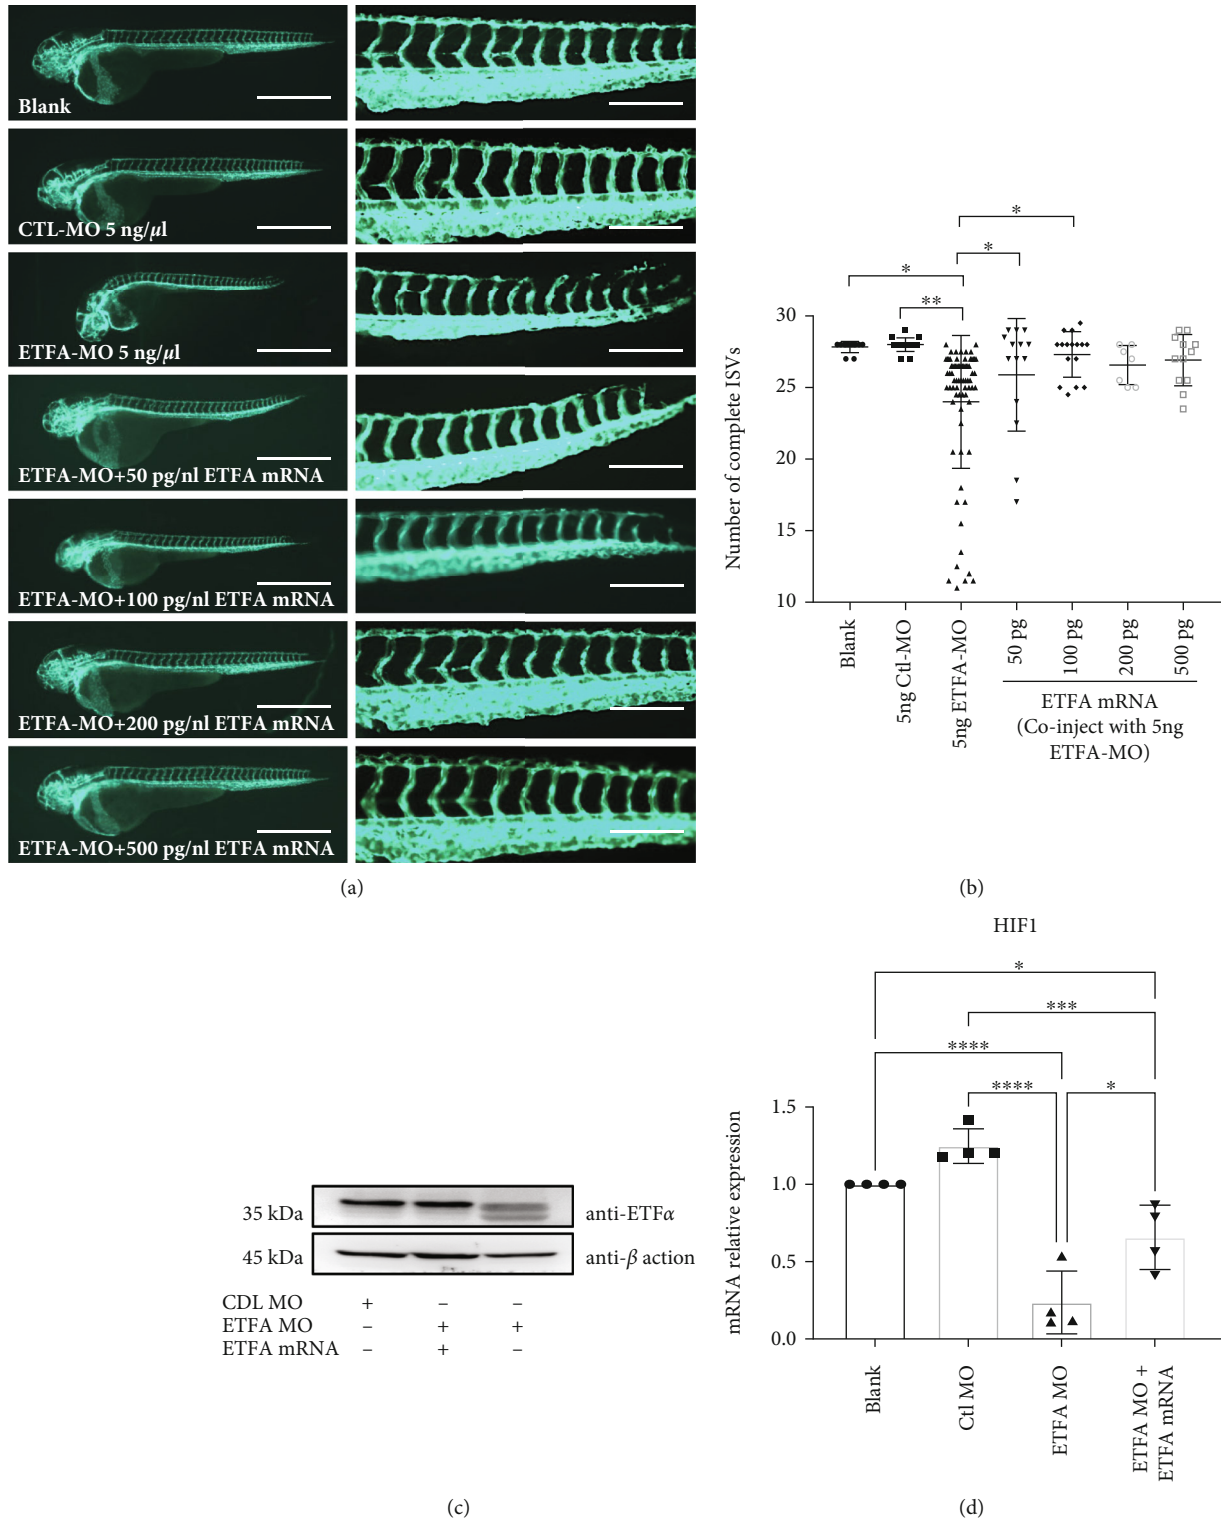 Blank
CTL-MO 5 ng/μl
ETFA-MO 5 ng/μl
ETFA-MO+50 pg/nl ETFA mRNA
ETFA-MO+100 pg/nl ETFA mRNA
ETFA-MO+200 pg/nl ETFA mRNA
ETFA-MO+500 pg/nl ETFA mRNA
(a)
*
*
*
**
Number of complete ISVs
30
25
20
15
10
Blank
5ng Ctl-MO
5ng ETFA-MO
50 pg
100 pg
200 pg
500 pg
ETFA mRNA
(Co-inject with 5ng
ETFA-MO)
(b)
35 kDa
anti-ETFα
45 kDa
anti-β action
CDL MO + – –
ETFA MO – + +
ETFA mRNA – + –
(c)
HIF1
*
***
****
****
*
mRNA relative expression
1.5
1.0
0.5
0.0
Blank
Ctl MO
ETFA MO
ETFA MO +
ETFA mRNA
(d)